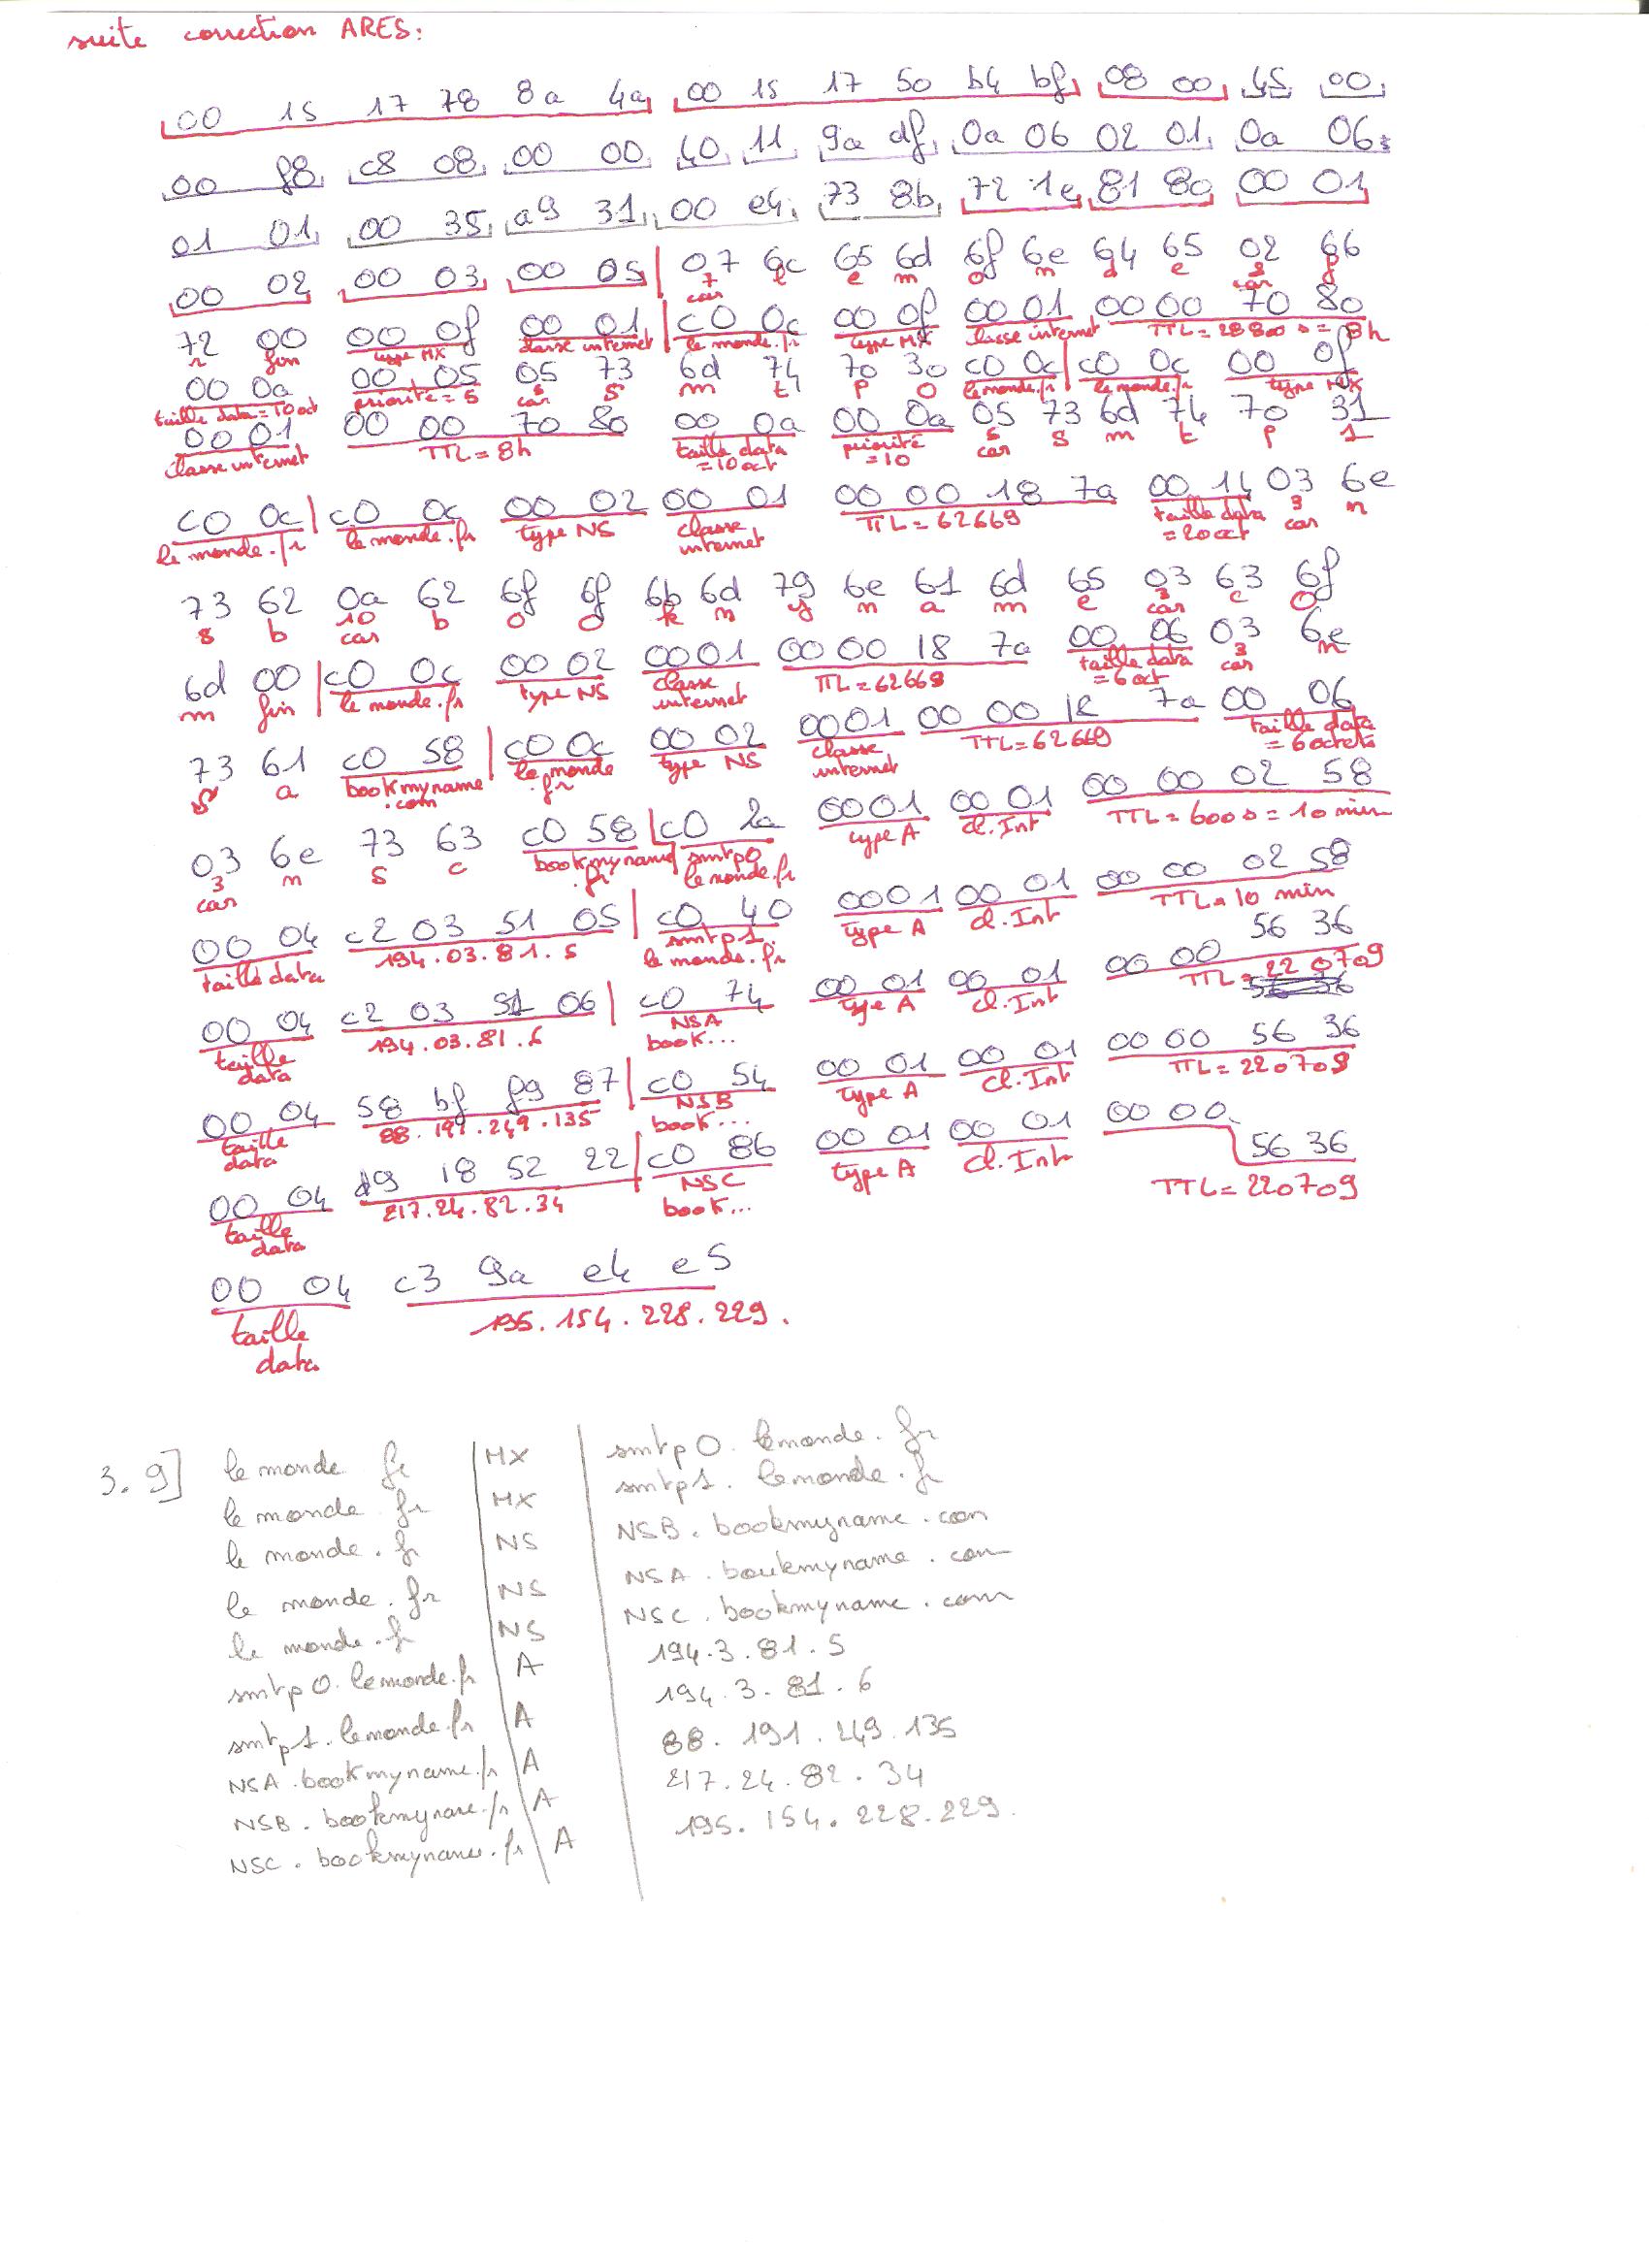 suite correction ARES:
00 15 17 78 8a 4a 00 15 17 50 b4 bf 08 00 45 00
00 f8 c8 08 00 00 40 11 9a df 0a 06 02 01 0a 06
01 01 00 35 a9 31 00 e4 73 8b 72 1e 81 80 00 01
00 02 00 03 00 05 07 6c 65 6d 6f 6e 64 65 02 66
7 car l e m o n d e 2 car f
72 00 00 0f 00 01 c0 0c 00 0f 00 01 00 00 70 80
r fin type MX classe internet le monde.fr type MX classe internet TTL = 28800 s = 8h
00 0a 00 05 05 73 6d 74 70 30 c0 0c c0 0c 00 0f
taille data = 10 oct priorité = 5 5 car s m t p 0 le monde.fr le monde.fr type MX
00 01 00 00 70 80 00 0a 00 0a 05 73 6d 74 70 31
classe internet TTL = 8h taille data = 10 oct priorité = 10 5 car s m t p 1
c0 0c c0 0c 00 02 00 01 00 00 18 7a 00 14 03 6e
le monde.fr le monde.fr type NS classe internet TTL = 62669 taille data = 20 oct 3 car n
73 62 0a 62 6f 6f 6b 6d 79 6e 61 6d 65 03 63 6f
s b 10 car b o o k m y n a m e 3 car c o
6d 00 c0 0c 00 02 00 01 00 00 18 7a 00 06 03 6e
m fin le monde.fr type NS classe internet TTL = 62669 taille data = 6 oct 3 car n
73 61 c0 58 c0 0c 00 02 00 01 00 00 18 7a 00 06
s a bookmyname .com le monde .fr type NS classe internet TTL = 62669 taille data = 6 octets
03 6e 73 63 c0 58 c0 2a 00 01 00 01 00 00 02 58
3 car n s c bookmyname .fr smtp0 le monde.fr type A cl. Int TTL = 600 s = 10 min
00 04 c2 03 51 05 c0 40 00 01 00 01 00 00 02 58
taille data 194.03.81.5 smtp1. le monde.fr type A cl. Int TTL = 10 min
00 04 c2 03 51 06 c0 74 00 01 00 01 00 00 56 36
taille data 194.03.81.6 NSA book... type A cl. Int TTL = 220709
00 04 58 bf f9 87 c0 54 00 01 00 01 00 00 56 36
taille data 88.191.249.135 NSB book... type A cl. Int TTL = 220709
00 04 d9 18 52 22 c0 86 00 01 00 01 00 00 56 36
taille data 217.24.82.34 NSC book... type A cl. Int TTL = 220709
00 04 c3 9a e4 e5
taille data 195.154.228.229.
3.9] le monde fr MX smtp0. lemonde.fr
le monde.fr MX smtp1. lemonde.fr
le monde.fr NS NSB. bookmyname.com
le monde.fr NS NSA. bookmyname.com
le monde.fr NS NSC. bookmyname.com
smtp0.lemonde.fr A 194.3.81.5
smtp1.lemonde.fr A 194.3.81.6
NSA.bookmyname.fr A 88.191.249.135
NSB.bookmyname.fr A 217.24.82.34
NSC.bookmyname.fr A 195.154.228.229.